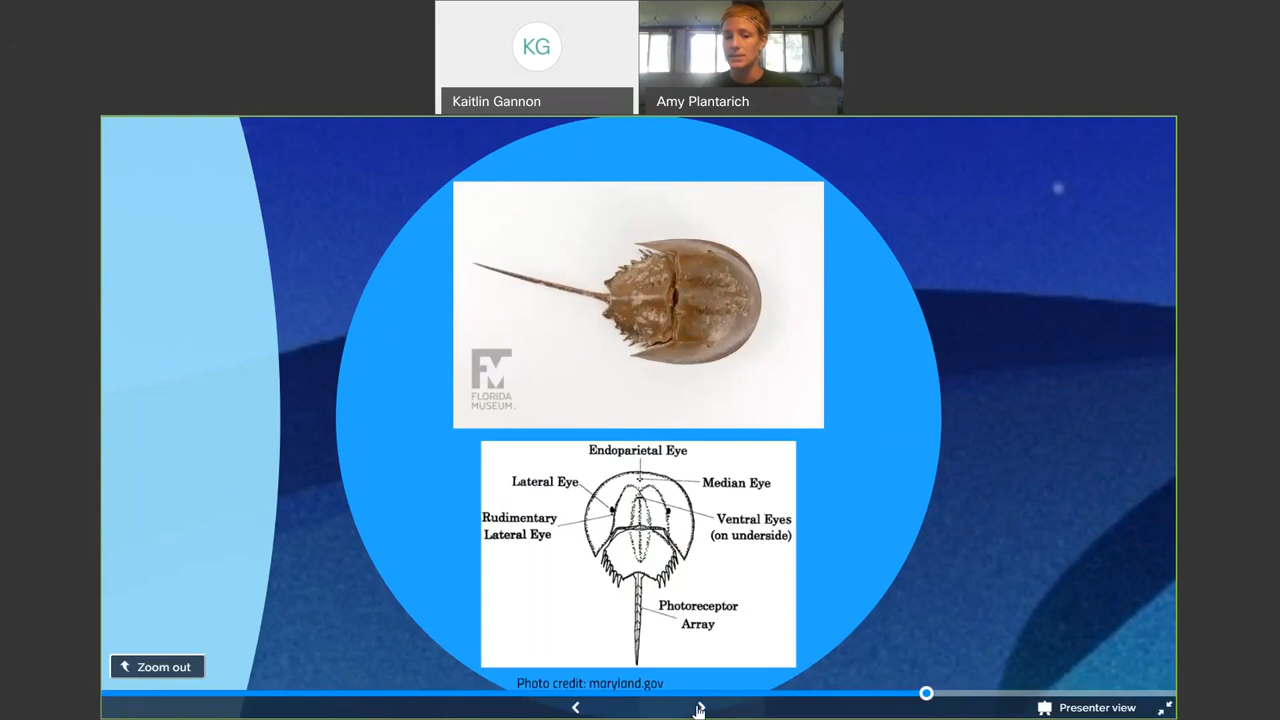 KG
Kaitlin Gannon
Amy Plantarich
FM
FLORIDA
MUSEUM.
Endoparietal Eye
Lateral Eye
Median Eye
Rudimentary
Lateral Eye
Ventral Eyes
(on underside)
Photoreceptor
Array
Zoom out
Photo credit: maryland.gov
Presenter view